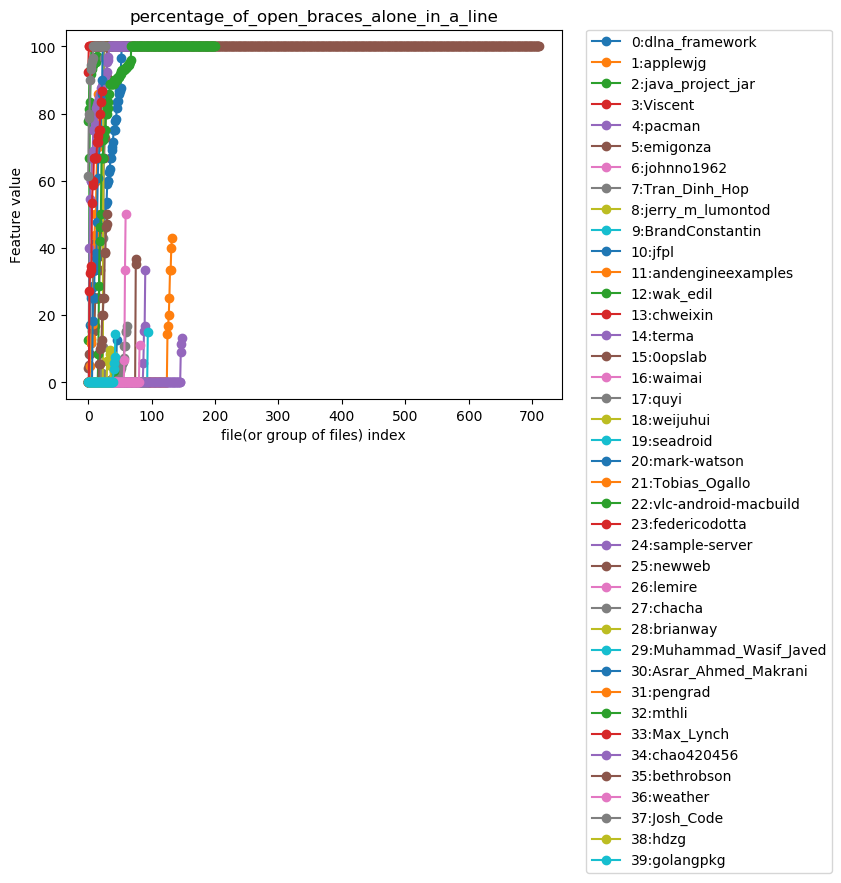 percentage_of_open_braces_alone_in_a_line
100
80
60
40
20
0
Feature value
0 100 200 300 400 500 600 700
file(or group of files) index
0:dlna_framework
1:applewjg
2:java_project_jar
3:Viscent
4:pacman
5:emigonza
6:johnno1962
7:Tran_Dinh_Hop
8:jerry_m_lumontod
9:BrandConstantin
10:jfpl
11:andengineexamples
12:wak_edil
13:chweixin
14:terma
15:0opslab
16:waimai
17:quyi
18:weijuhui
19:seadroid
20:mark-watson
21:Tobias_Ogallo
22:vlc-android-macbuild
23:federicodotta
24:sample-server
25:newweb
26:lemire
27:chacha
28:brianway
29:Muhammad_Wasif_Javed
30:Asrar_Ahmed_Makrani
31:pengrad
32:mthli
33:Max_Lynch
34:chao420456
35:bethrobson
36:weather
37:Josh_Code
38:hdzg
39:golangpkg